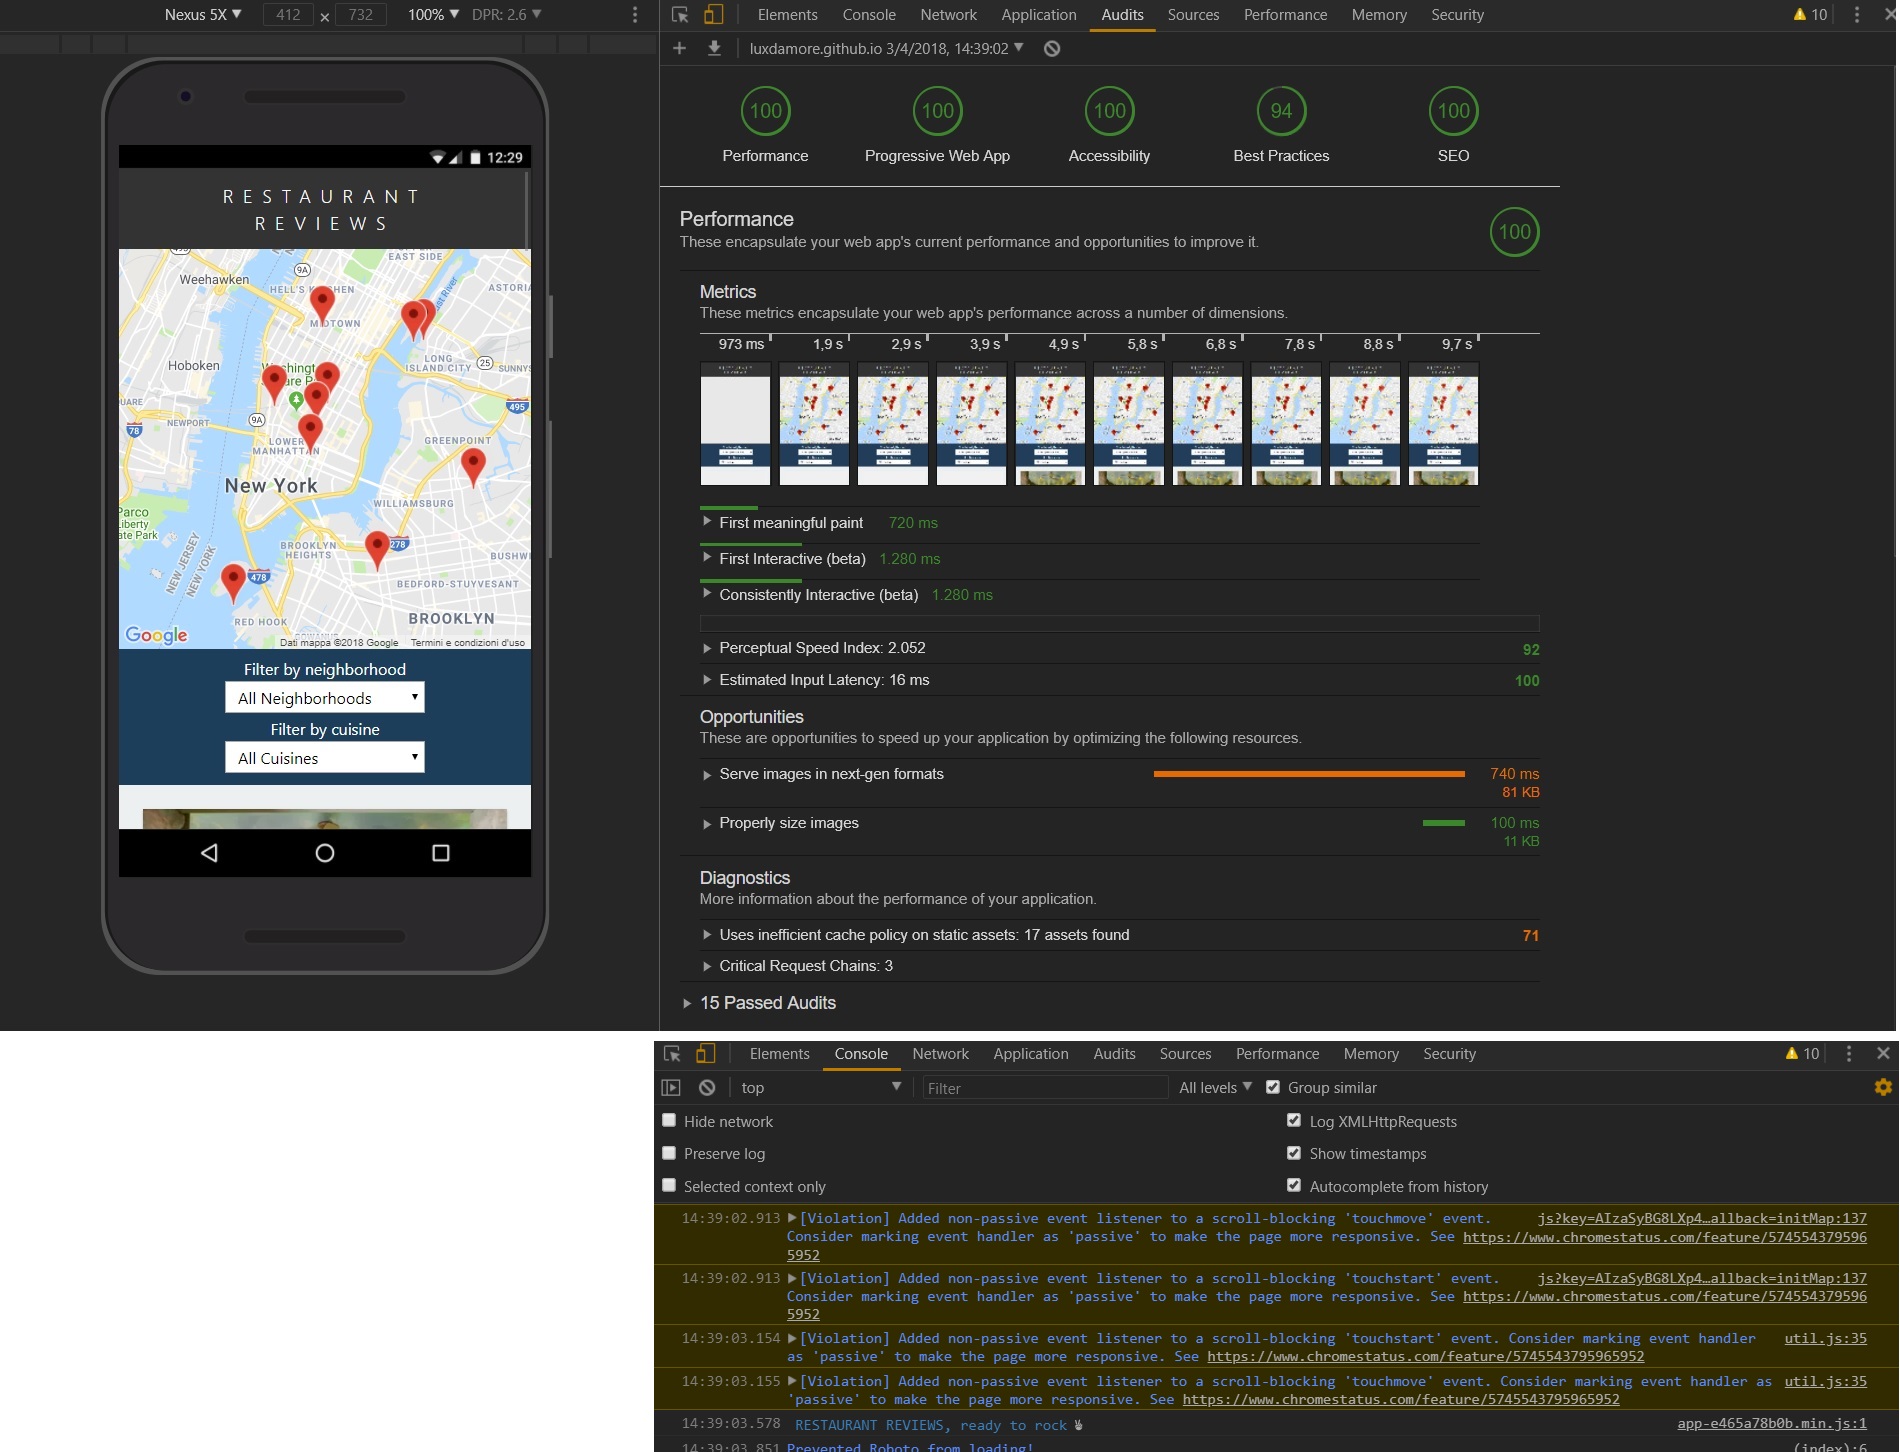 Nexus 5X ▼ 412 × 732 100% ▼ DPR: 2.6 ▼
12:29
RESTAURANT
REVIEWS
EAST SIDE
Weehawken
9A
HELL'S KITCHEN
ASTORIA
East River
MIDTOWN
Hoboken
LONG
ISLAND CITY
25
SUNNYS
495
9A
NEWPORT
78
LOWER
MANHATTAN
GREENPOINT
New York
WILLIAMSBURG
Parco
Liberty
ate Park
NEW JERSEY
NEW YORK
BROOKLYN
HEIGHTS
278
BUSHW
478
BEDFORD-STUYVESANT
RED HOOK
BROOKLYN
Google
Dati mappa ©2018 Google Termini e condizioni d'uso
Filter by neighborhood
All Neighborhoods
Filter by cuisine
All Cuisines
Elements Console Network Application Audits Sources Performance Memory Security 10
luxdamore.github.io 3/4/2018, 14:39:02 ▼
100 100 100 94 100
Performance Progressive Web App Accessibility Best Practices SEO
Performance
These encapsulate your web app's current performance and opportunities to improve it.
100
Metrics
These metrics encapsulate your web app's performance across a number of dimensions.
973 ms 1,9 s 2,9 s 3,9 s 4,9 s 5,8 s 6,8 s 7,8 s 8,8 s 9,7 s
First meaningful paint 720 ms
First Interactive (beta) 1.280 ms
Consistently Interactive (beta) 1.280 ms
Perceptual Speed Index: 2.052 92
Estimated Input Latency: 16 ms 100
Opportunities
These are opportunities to speed up your application by optimizing the following resources.
Serve images in next-gen formats 740 ms
81 KB
Properly size images 100 ms
11 KB
Diagnostics
More information about the performance of your application.
Uses inefficient cache policy on static assets: 17 assets found 71
Critical Request Chains: 3
15 Passed Audits
Elements Console Network Application Audits Sources Performance Memory Security 10
top ▼ Filter All levels ▼ Group similar
Hide network Log XMLHttpRequests
Preserve log Show timestamps
Selected context only Autocomplete from history
14:39:02.913 ▶[Violation] Added non-passive event listener to a scroll-blocking 'touchmove' event. js?key=AIzaSyBG8LXp4…allback=initMap:137
Consider marking event handler as 'passive' to make the page more responsive. See https://www.chromestatus.com/feature/574554379596
5952
14:39:02.913 ▶[Violation] Added non-passive event listener to a scroll-blocking 'touchstart' event. js?key=AIzaSyBG8LXp4…allback=initMap:137
Consider marking event handler as 'passive' to make the page more responsive. See https://www.chromestatus.com/feature/574554379596
5952
14:39:03.154 ▶[Violation] Added non-passive event listener to a scroll-blocking 'touchstart' event. Consider marking event handler util.js:35
as 'passive' to make the page more responsive. See https://www.chromestatus.com/feature/5745543795965952
14:39:03.155 ▶[Violation] Added non-passive event listener to a scroll-blocking 'touchmove' event. Consider marking event handler as util.js:35
'passive' to make the page more responsive. See https://www.chromestatus.com/feature/5745543795965952
14:39:03.578 RESTAURANT REVIEWS, ready to rock app-e465a78b0b.min.js:1
14:39:03.851 Prevented Roboto from loading! (index):6